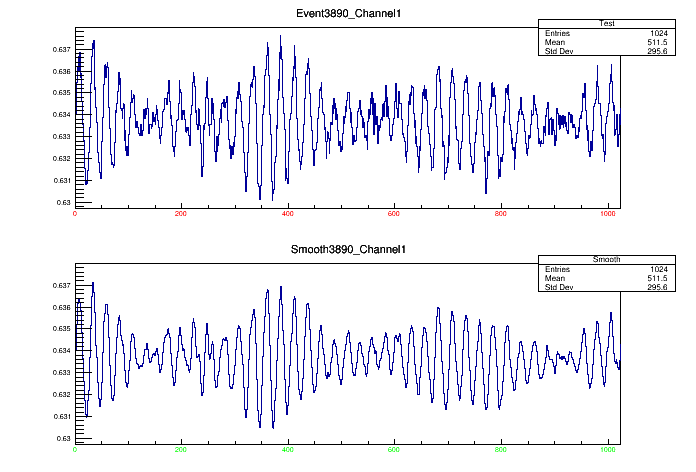 Event3890_Channel1
Test
Entries 1024
Mean 511.5
Std Dev 295.6
0.637
0.636
0.635
0.634
0.633
0.632
0.631
0.63
0 200 400 600 800 1000
Smooth3890_Channel1
Smooth
Entries 1024
Mean 511.5
Std Dev 295.6
0.637
0.636
0.635
0.634
0.633
0.632
0.631
0.63
0 200 400 600 800 1000